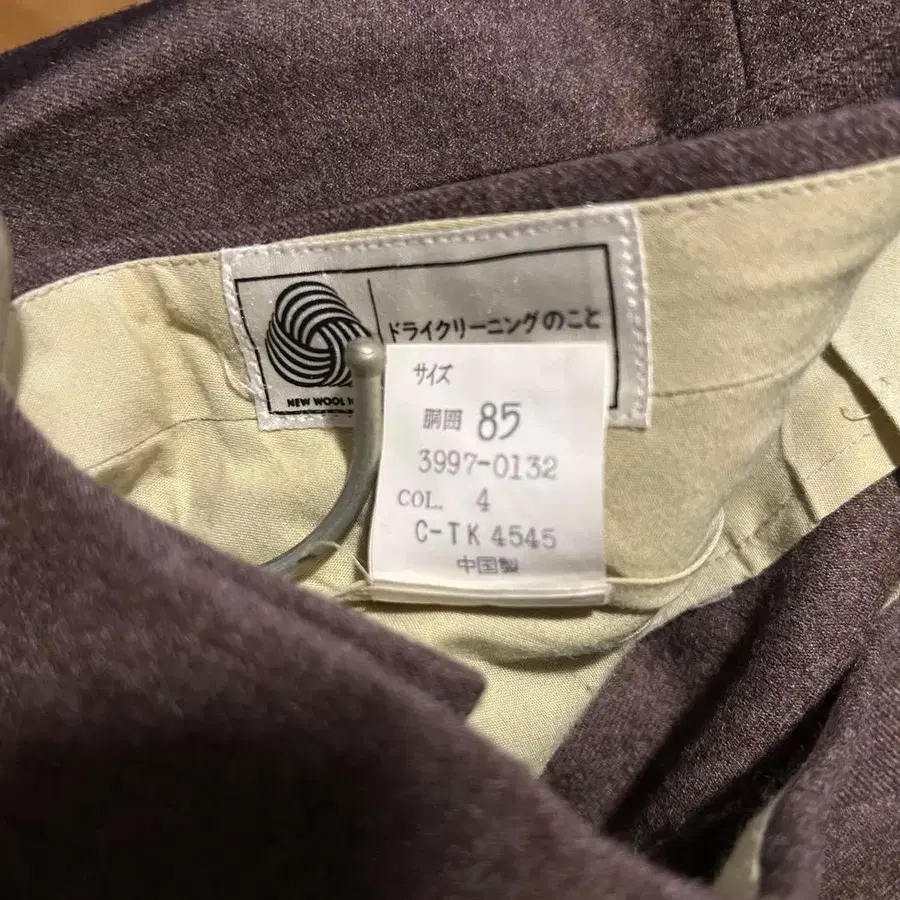 ドライクリーニングのこと
NEW WOOL
サイズ
胴囲 85
3997-0132
COL. 4
C-TK 4545
中国製